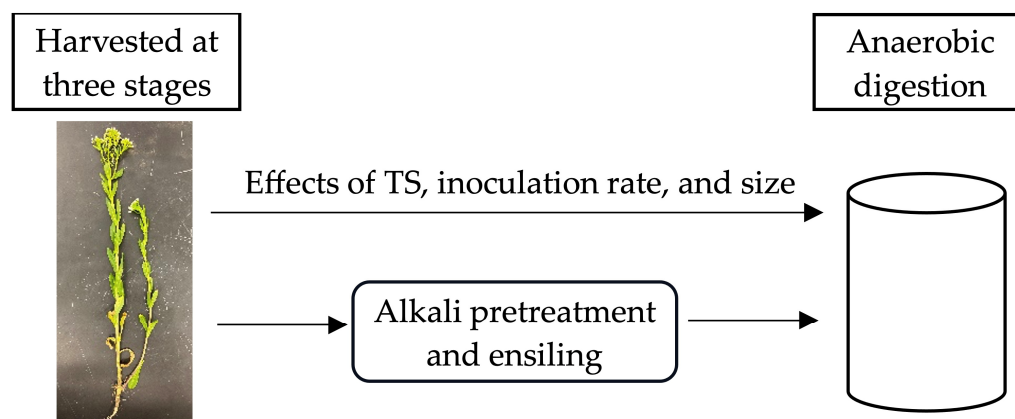 Harvested at
three stages
Anaerobic
digestion
Effects of TS, inoculation rate, and size
Alkali pretreatment
and ensiling